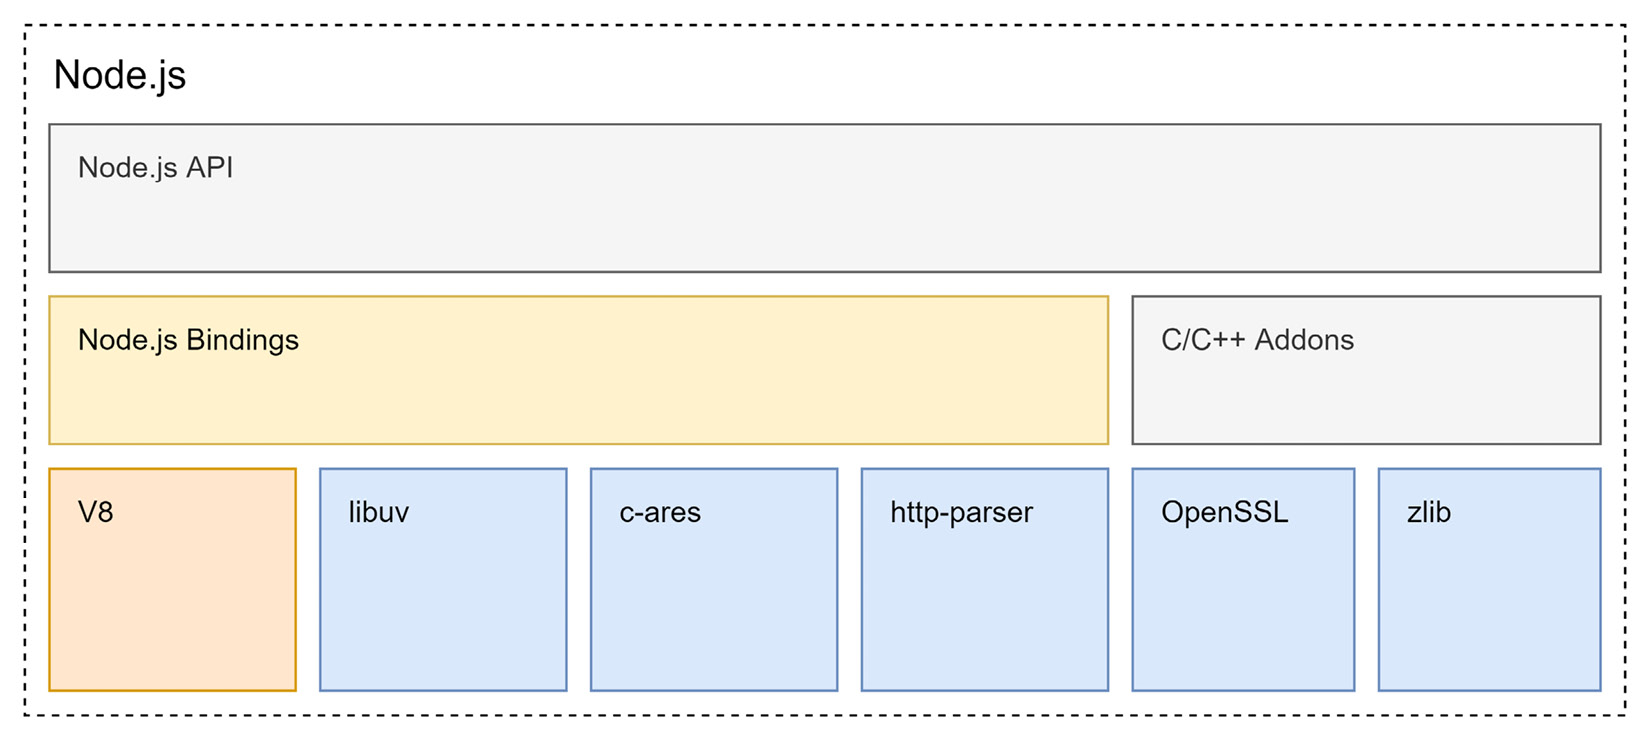 Node.js
Node.js API
Node.js Bindings
C/C++ Addons
V8
libuv
c-ares
http-parser
OpenSSL
zlib